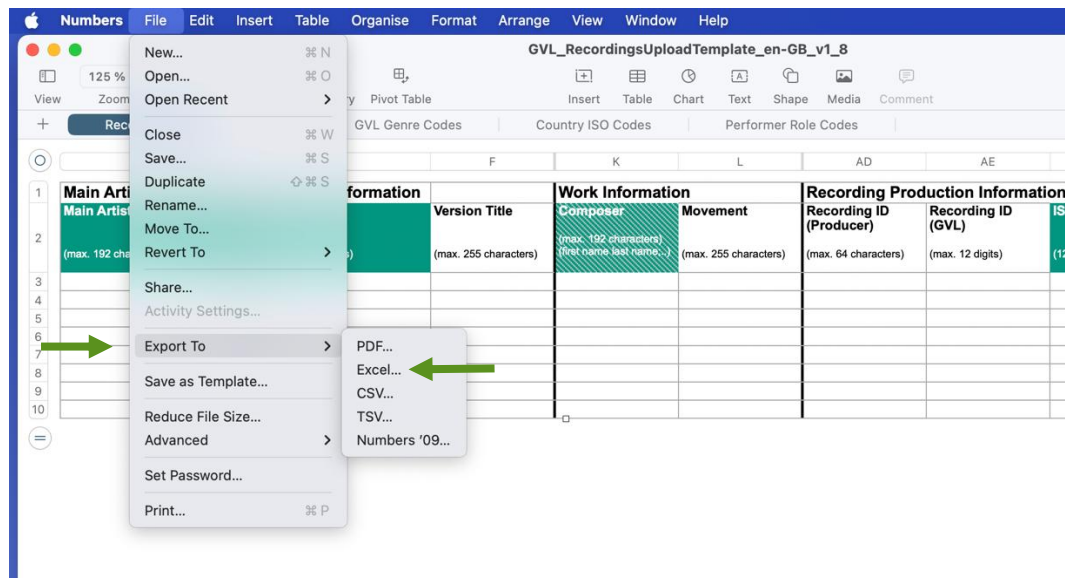 Numbers File Edit Insert Table Organise Format Arrange View Window Help
GVL_RecordingsUploadTemplate_en-GB_v1_8
125 %
View Zoom Pivot Table Insert Table Chart Text Shape Media Comment
GVL Genre Codes Country ISO Codes Performer Role Codes
New... ⌘ N
Open... ⌘ O
Open Recent
Close ⌘ W
Save... ⌘ S
Duplicate ⇧ ⌘ S
Rename...
Move To...
Revert To
Share...
Activity Settings...
Export To
Save as Template...
Reduce File Size...
Advanced
Set Password...
Print... ⌘ P
PDF...
Excel...
CSV...
TSV...
Numbers '09...
F K L AD AE
1 Main Arti formation Work Information Recording Production Information
2
Main Artist
(max. 192 cha
Version Title
(max. 255 characters)
Composer
(max. 192 characters)
(first name last name;..)
Movement
(max. 255 characters)
Recording ID
(Producer)
(max. 64 characters)
Recording ID
(GVL)
(max. 12 digits)
IS
(12
3
4
5
6
7
8
9
10